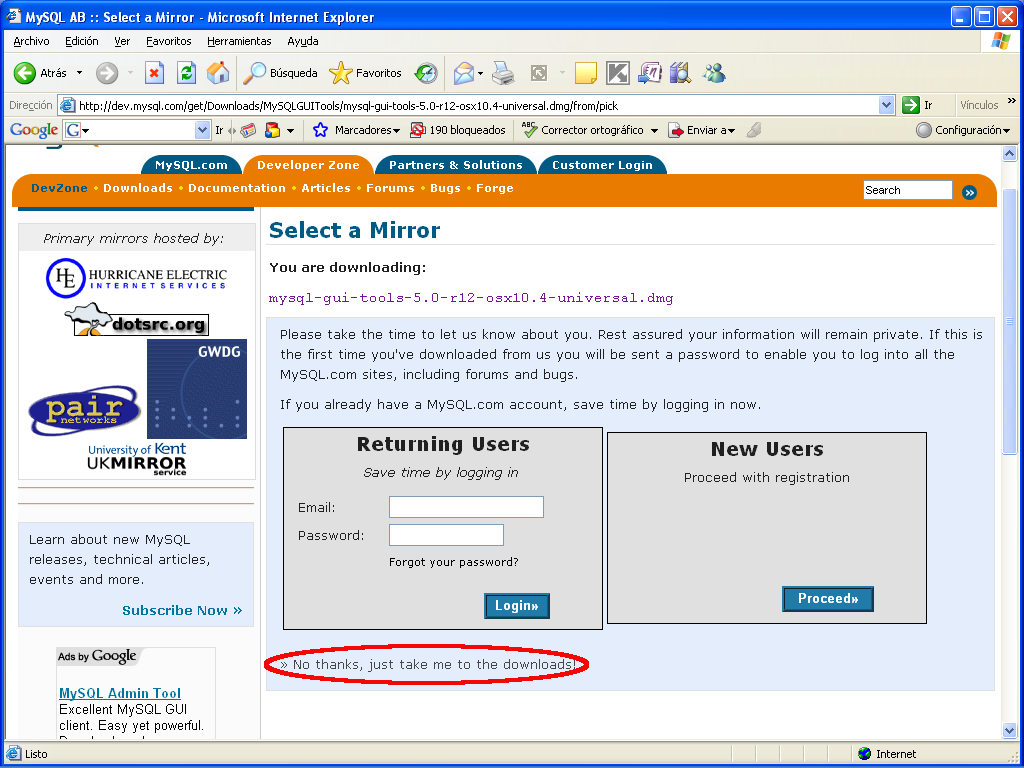 MySQL AB :: Select a Mirror - Microsoft Internet Explorer
Archivo Edición Ver Favoritos Herramientas Ayuda
Atrás Búsqueda Favoritos
Dirección http://dev.mysql.com/get/Downloads/MySQLGUITools/mysql-gui-tools-5.0-r12-osx10.4-universal.dmg/from/pick Ir Vínculos »
Google G Ir Marcadores 190 bloqueados ABC Corrector ortográfico Enviar a Configuración
MySQL.com Developer Zone Partners & Solutions Customer Login
DevZone • Downloads • Documentation • Articles • Forums • Bugs • Forge Search »
Primary mirrors hosted by:
HE HURRICANE ELECTRIC
INTERNET SERVICES
dotsrc.org
GWDG
pair
networks
University of Kent
UKMIRROR
service
Learn about new MySQL
releases, technical articles,
events and more.
Subscribe Now »
Ads by Google
MySQL Admin Tool
Excellent MySQL GUI
client. Easy yet powerful.
Select a Mirror
You are downloading:
mysql-gui-tools-5.0-r12-osx10.4-universal.dmg
Please take the time to let us know about you. Rest assured your information will remain private. If this is
the first time you've downloaded from us you will be sent a password to enable you to log into all the
MySQL.com sites, including forums and bugs.
If you already have a MySQL.com account, save time by logging in now.
Returning Users
Save time by logging in
Email:
Password:
Forgot your password?
Login»
New Users
Proceed with registration
Proceed»
» No thanks, just take me to the downloads!
Listo Internet